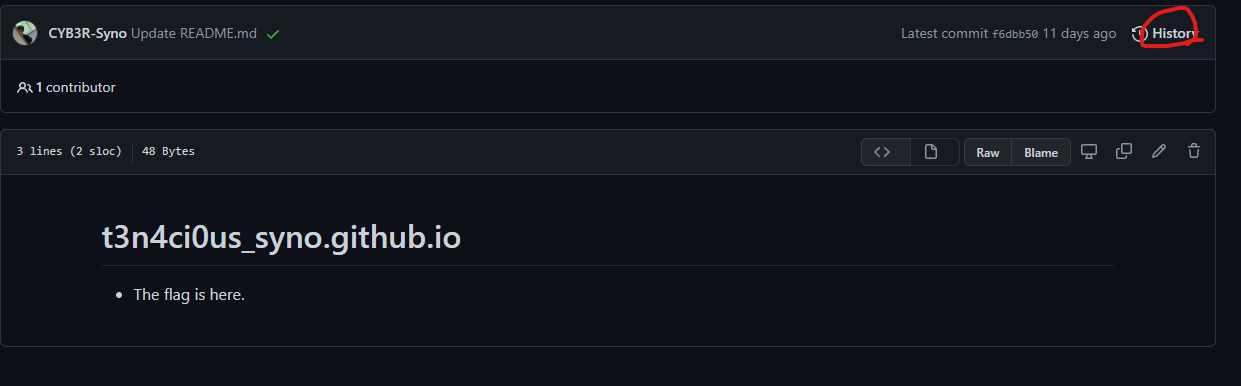 CYB3R-Syno Update README.md
Latest commit f6dbb50 11 days ago
History
1 contributor
3 lines (2 sloc) 48 Bytes
Raw Blame
t3n4ci0us_syno.github.io
• The flag is here.